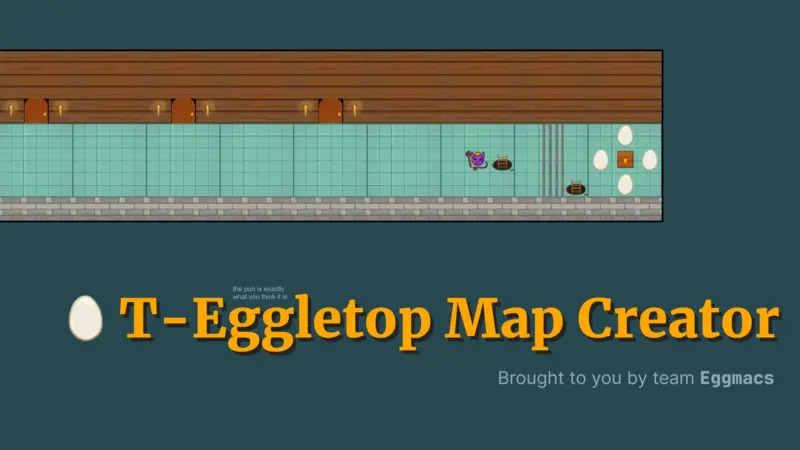 the pun is exactly
what you think it is
T-Eggletop Map Creator
Brought to you by team Eggmacs